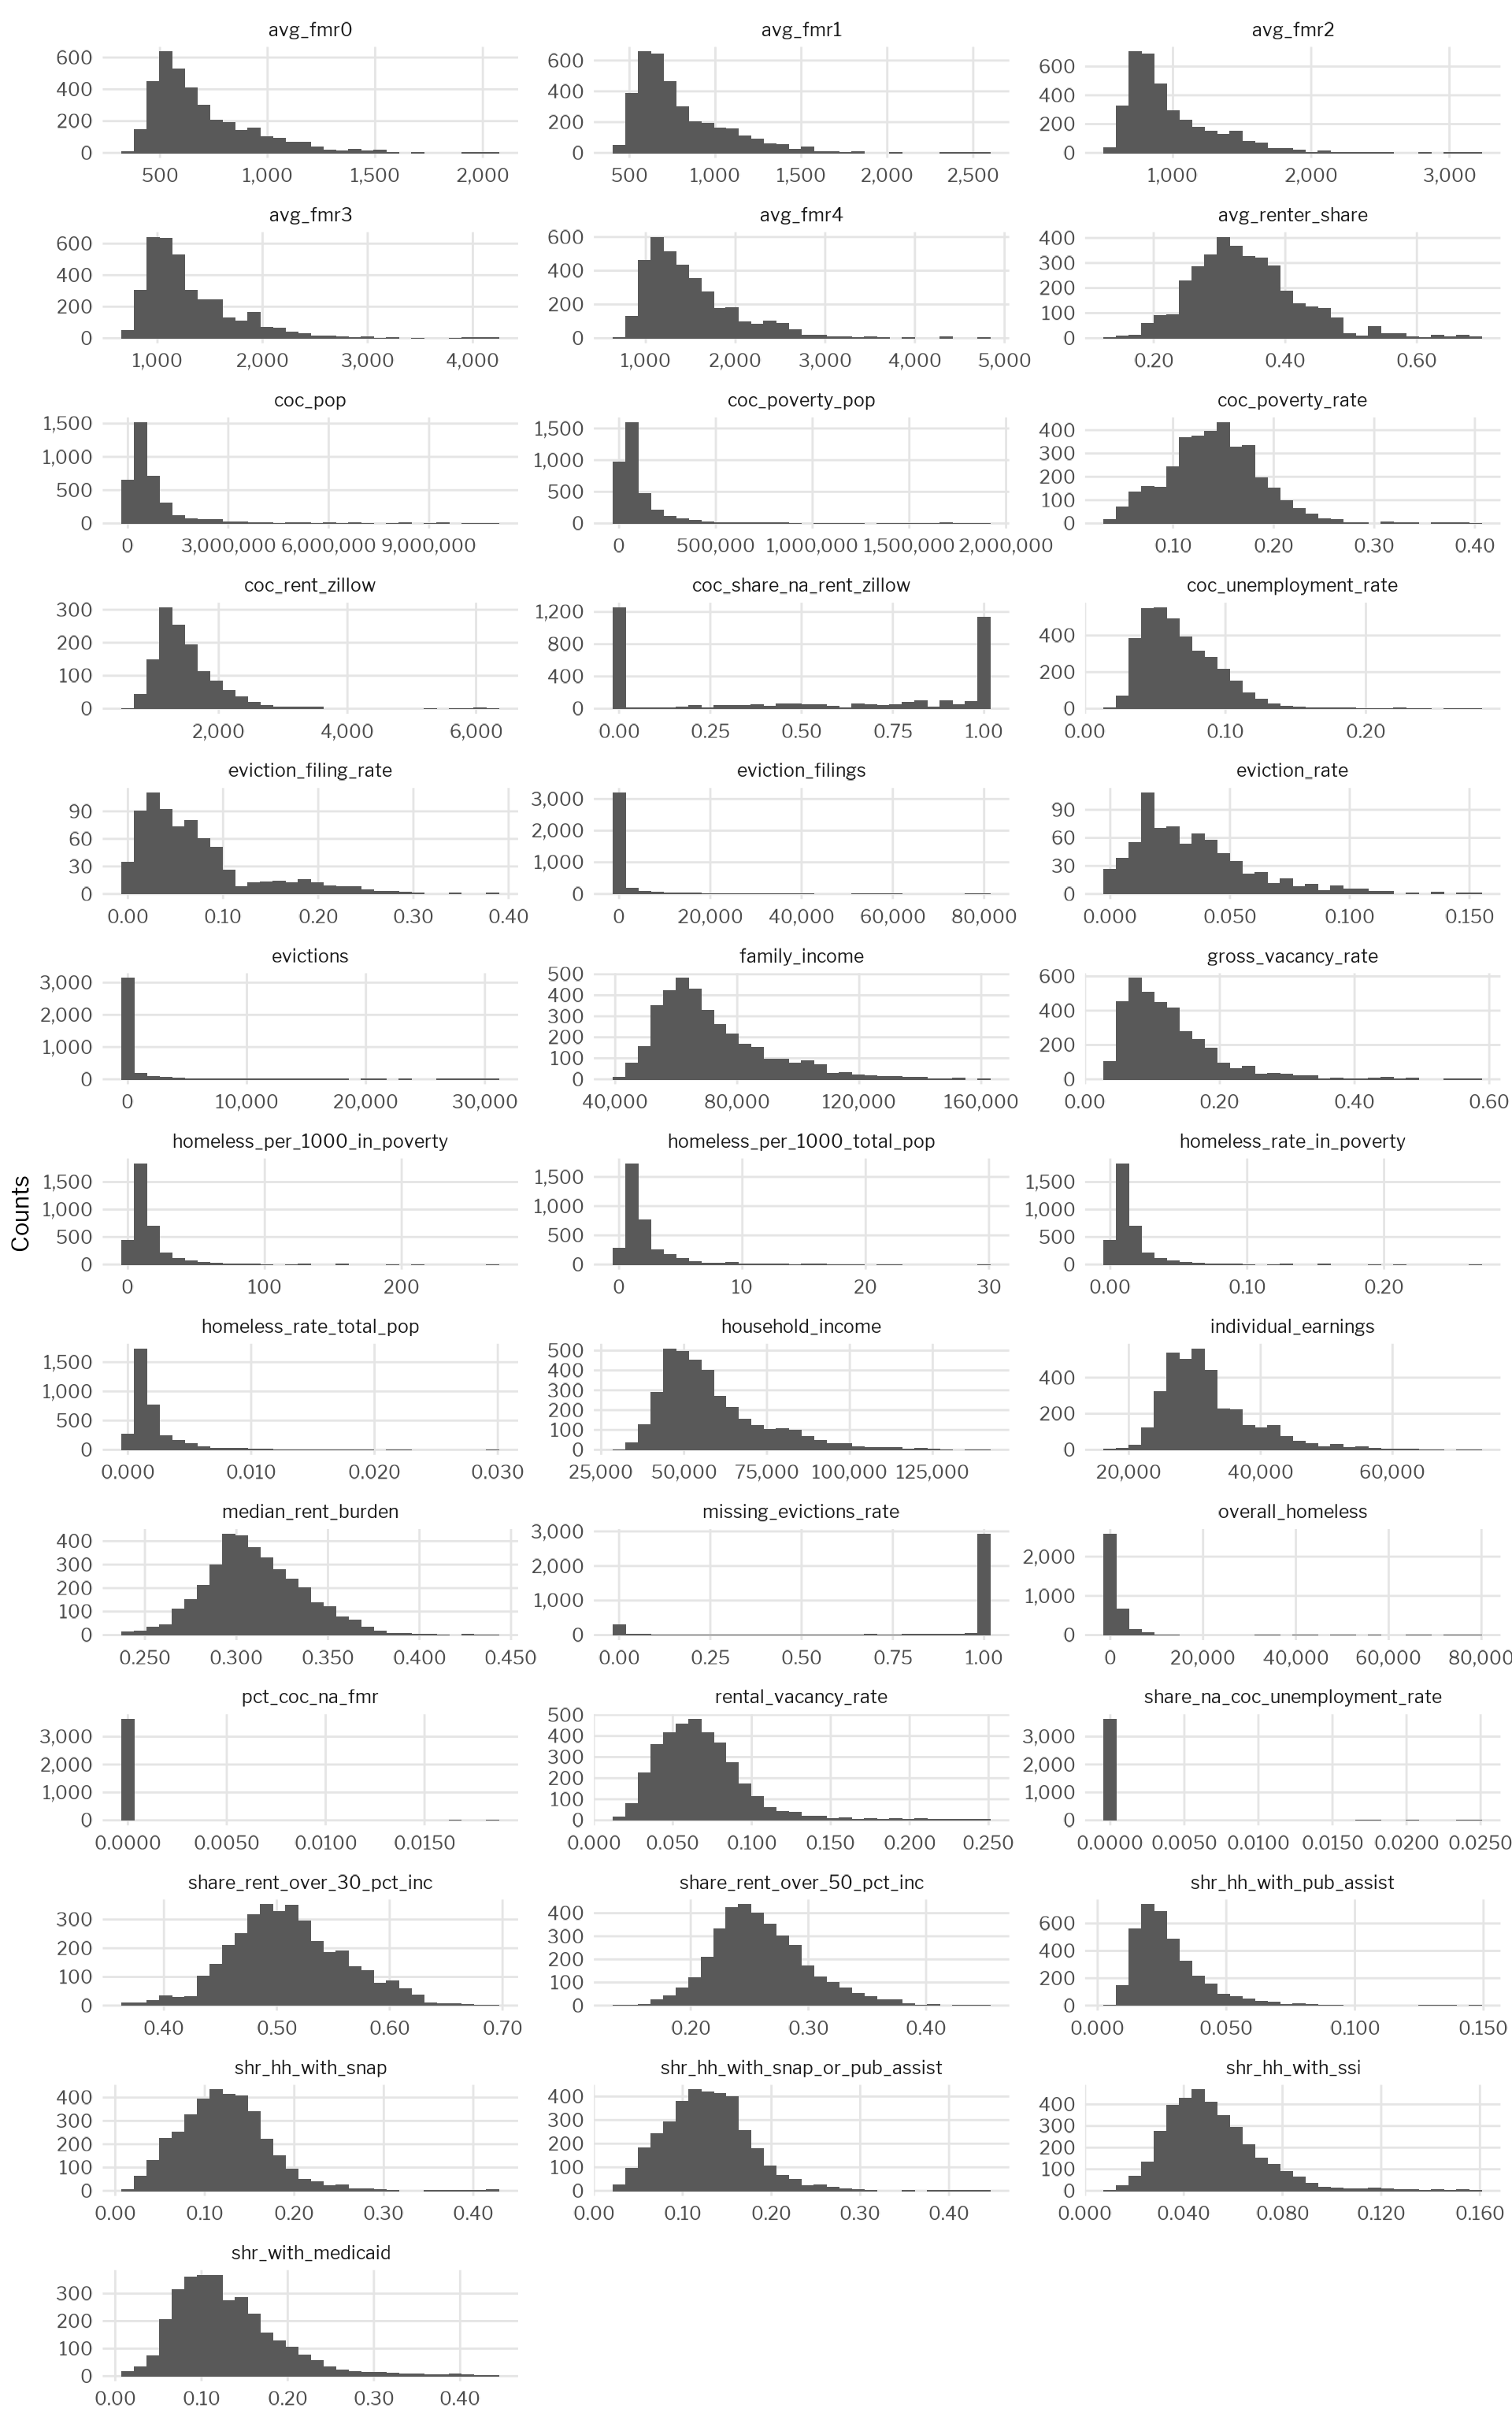 avg_fmr0 avg_fmr1 avg_fmr2
600 600 600
400 400 400
200 200 200
0 0 0
500 1,000 1,500 2,000 500 1,000 1,500 2,000 2,500 1,000 2,000 3,000
avg_fmr3 avg_fmr4 avg_renter_share
600 600 400
400 400 300
200 200 200
0 0 100
0
1,000 2,000 3,000 4,000 1,000 2,000 3,000 4,000 5,000 0.20 0.40 0.60
coc_pop coc_poverty_pop coc_poverty_rate
1,500 1,500 400
1,000 1,000 300
500 500 200
0 0 100
0
0 3,000,000 6,000,000 9,000,000 0 500,000 1,000,000 1,500,000 2,000,000 0.10 0.20 0.30 0.40
coc_rent_zillow coc_share_na_rent_zillow coc_unemployment_rate
300 1,200 400
200 800 200
100 400 0
0 0
2,000 4,000 6,000 0.00 0.25 0.50 0.75 1.00 0.00 0.10 0.20
eviction_filing_rate eviction_filings eviction_rate
90 3,000 90
60 2,000 60
30 1,000 30
0 0 0
0.00 0.10 0.20 0.30 0.40 0 20,000 40,000 60,000 80,000 0.000 0.050 0.100 0.150
evictions family_income gross_vacancy_rate
3,000 500 600
2,000 400 400
1,000 300 200
0 200 0
100
0
0 10,000 20,000 30,000 40,000 80,000 120,000 160,000 0.00 0.20 0.40 0.60
homeless_per_1000_in_poverty homeless_per_1000_total_pop homeless_rate_in_poverty
Counts
1,500 1,500 1,500
1,000 1,000 1,000
500 500 500
0 0 0
0 100 200 0 10 20 30 0.00 0.10 0.20
homeless_rate_total_pop household_income individual_earnings
1,500 500 400
1,000 400 200
500 300 0
0 200
100
0
0.000 0.010 0.020 0.030 25,000 50,000 75,000 100,000 125,000 20,000 40,000 60,000
median_rent_burden missing_evictions_rate overall_homeless
400 3,000 2,000
300 2,000 1,000
200 1,000 0
100 0
0
0.250 0.300 0.350 0.400 0.450 0.00 0.25 0.50 0.75 1.00 0 20,000 40,000 60,000 80,000
pct_coc_na_fmr rental_vacancy_rate share_na_coc_unemployment_rate
3,000 500 3,000
2,000 400 2,000
1,000 300 1,000
0 200 0
100
0
0.0000 0.0050 0.0100 0.0150 0.000 0.050 0.100 0.150 0.200 0.250 0.0000 0.0050 0.0100 0.0150 0.0200 0.0250
share_rent_over_30_pct_inc share_rent_over_50_pct_inc shr_hh_with_pub_assist
300 400 600
200 300 400
100 200 200
0 100 0
0
0.40 0.50 0.60 0.70 0.20 0.30 0.40 0.000 0.050 0.100 0.150
shr_hh_with_snap shr_hh_with_snap_or_pub_assist shr_hh_with_ssi
400 400 400
300 300 300
200 200 200
100 100 100
0 0 0
0.00 0.10 0.20 0.30 0.40 0.00 0.10 0.20 0.30 0.40 0.000 0.040 0.080 0.120 0.160
shr_with_medicaid
300
200
100
0
0.00 0.10 0.20 0.30 0.40